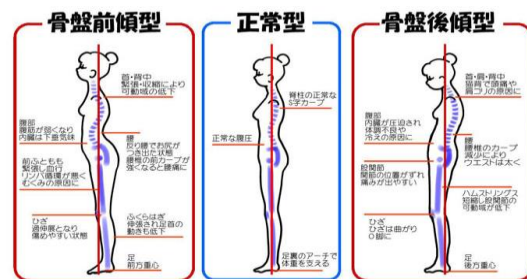 骨盤前傾型
首・背中
緊張・収縮により
可動域の低下
腹部
腹筋が弱くなり
内臓は下垂気味
腰
反り腰でお尻が
つき出た状態
腰椎の前カーブが
強くなると腰痛に
前ふともも
緊張し血行
リンパ循環が悪く
むくみの原因に
ひざ
過伸展となり
傷めやすい状態
ふくらはぎ
伸張され足首の
動きも低下
足
前方重心
正常型
脊柱の正常な
S字カーブ
正常な腹圧
足裏のアーチで
体重を支える
骨盤後傾型
首・肩・背中
猫背で頭痛や
肩コリの原因に
腹部
内臓が圧迫され
体調不良や
冷えの原因に
腰
腰椎のカーブ
減少により
ウエストは太く
股関節
関節の位置がずれ
痛みが出やすい
ハムストリングス
短縮し股関節の
可動域が低下
ひざ
ひざは曲がり
O脚に
足
後方重心